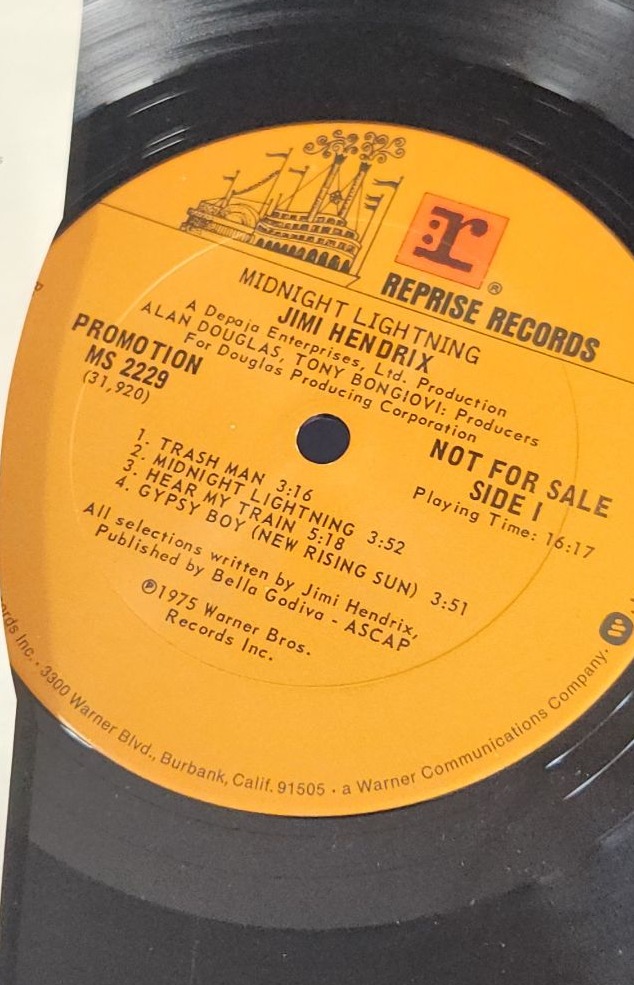 r
REPRISE RECORDS®
MIDNIGHT LIGHTNING
JIMI HENDRIX
A Depaja Enterprises, Ltd. Production
ALAN DOUGLAS, TONY BONGIOVI: Producers
For Douglas Producing Corporation
PROMOTION
MS 2229
(31,920)
NOT FOR SALE
SIDE 1
Playing Time: 16:17
1. TRASH MAN 3:16
2. MIDNIGHT LIGHTNING 3:52
3. HEAR MY TRAIN 5:18
4. GYPSY BOY (NEW RISING SUN) 3:51
All selections written by Jimi Hendrix,
Published by Bella Godiva - ASCAP
℗1975 Warner Bros.
Records Inc.
Inc. · 3300 Warner Blvd., Burbank, Calif. 91505 · a Warner Communications Company.